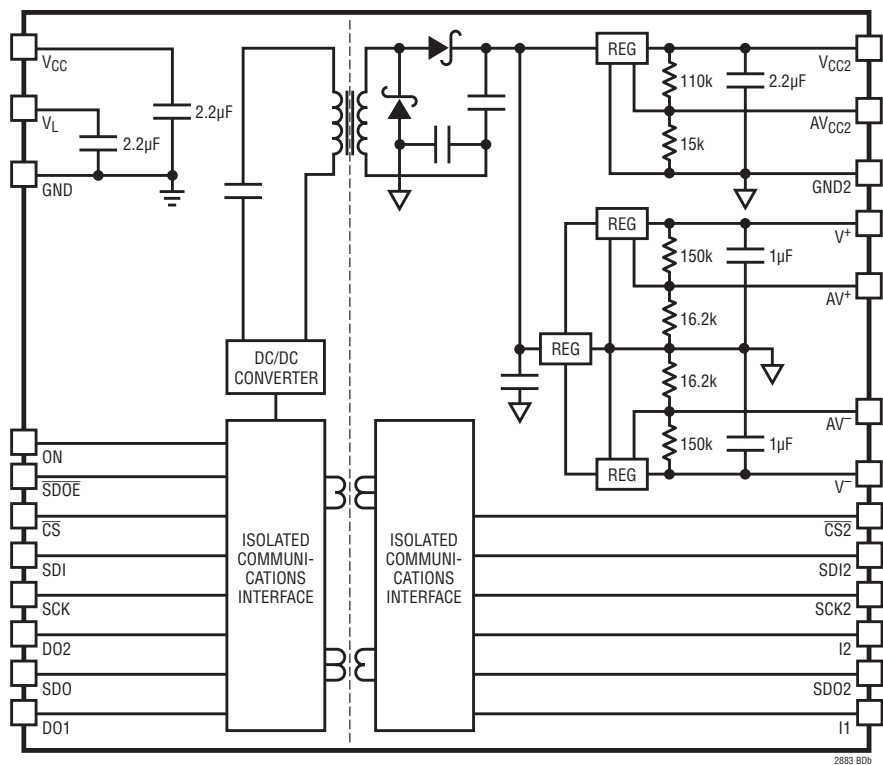 VCC
2.2µF
VL
2.2µF
GND
DC/DC
CONVERTER
REG
110k
2.2µF
15k
VCC2
AVCC2
GND2
REG
150k
1µF
16.2k
REG
16.2k
150k
1µF
REG
V+
AV+
AV−
V−
ON
SDOE
CS
SDI
SCK
DO2
SDO
DO1
ISOLATED
COMMUNI-
CATIONS
INTERFACE
ISOLATED
COMMUNI-
CATIONS
INTERFACE
CS2
SDI2
SCK2
I2
SDO2
I1
2883 BDb